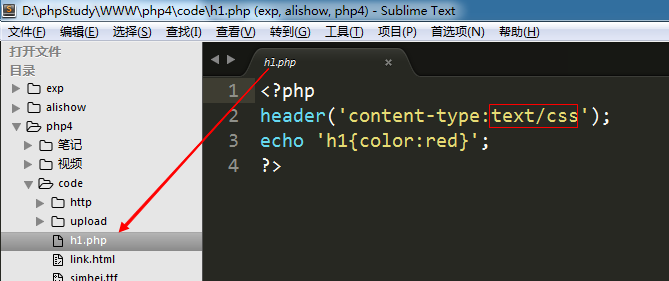 D:\phpStudy\WWW\php4\code\h1.php (exp, alishow, php4) - Sublime Text
文件(F) 编辑(E) 选择(S) 查找(I) 查看(V) 转到(G) 工具(T) 项目(P) 首选项(N) 帮助(H)
打开文件
目录
exp
alishow
php4
笔记
视频
code
http
upload
h1.php
link.html
simhei.ttf
h1.php
1 <?php
2 header('content-type:text/css');
3 echo 'h1{color:red}';
4 ?>